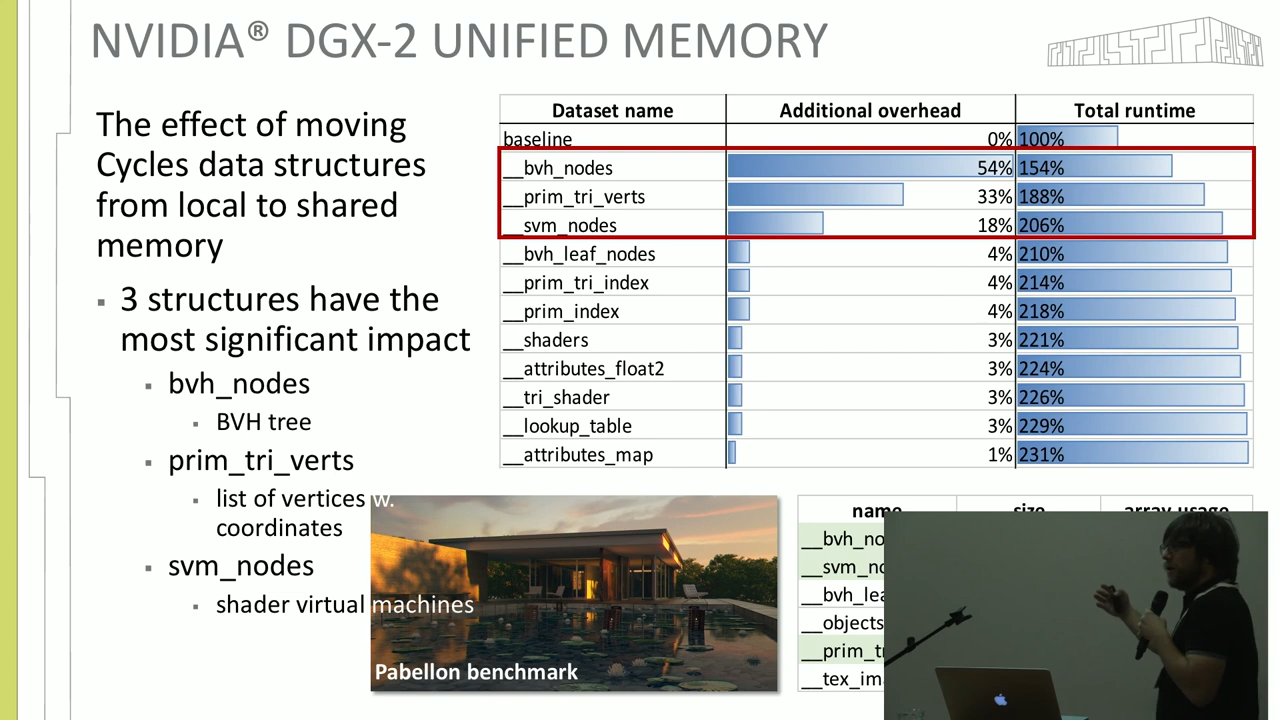 NVIDIA® DGX-2 UNIFIED MEMORY
The effect of moving
Cycles data structures
from local to shared
memory
▪ 3 structures have the
most significant impact
▪ bvh_nodes
▪ BVH tree
▪ prim_tri_verts
▪ list of vertices w.
coordinates
▪ svm_nodes
▪ shader virtual machines
Dataset name Additional overhead Total runtime
baseline 0% 100%
__bvh_nodes 54% 154%
__prim_tri_verts 33% 188%
__svm_nodes 18% 206%
__bvh_leaf_nodes 4% 210%
__prim_tri_index 4% 214%
__prim_index 4% 218%
__shaders 3% 221%
__attributes_float2 3% 224%
__tri_shader 3% 226%
__lookup_table 3% 229%
__attributes_map 1% 231%
Pabellon benchmark
name size array usage
__bvh_no
__svm_no
__bvh_lea
__objects
__prim_t
__tex_im